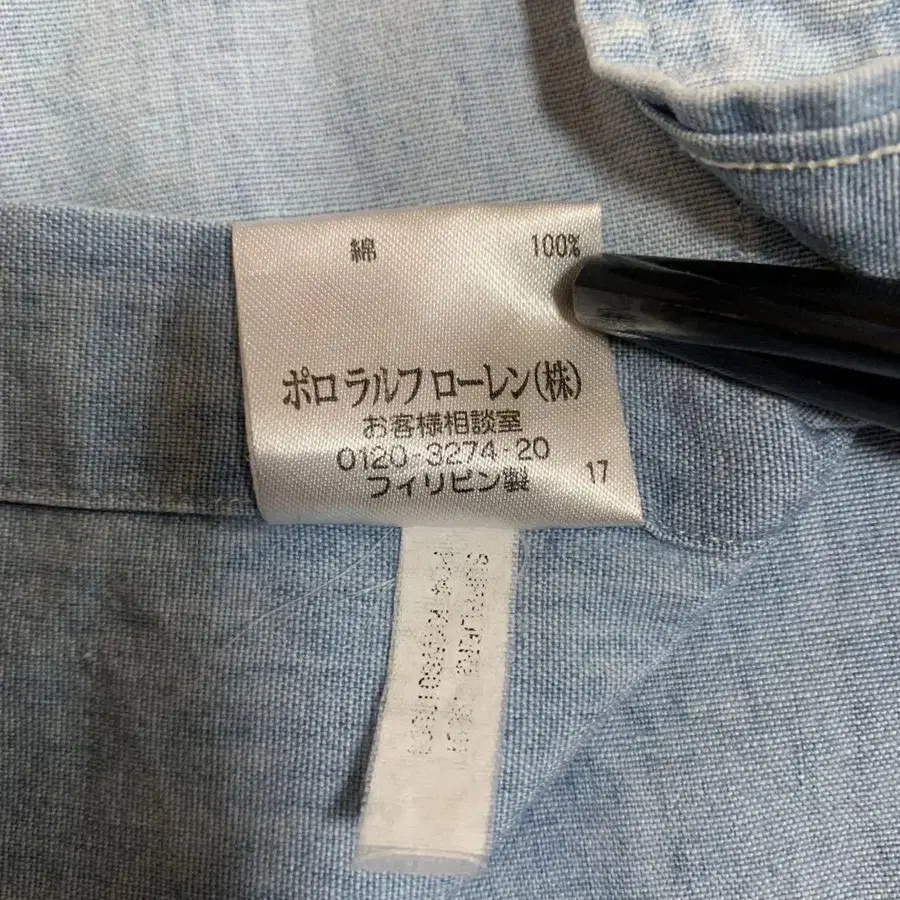 綿 100%
ポロ ラルフ ローレン(株)
お客様相談室
0120-3274-20
フィリピン製 17